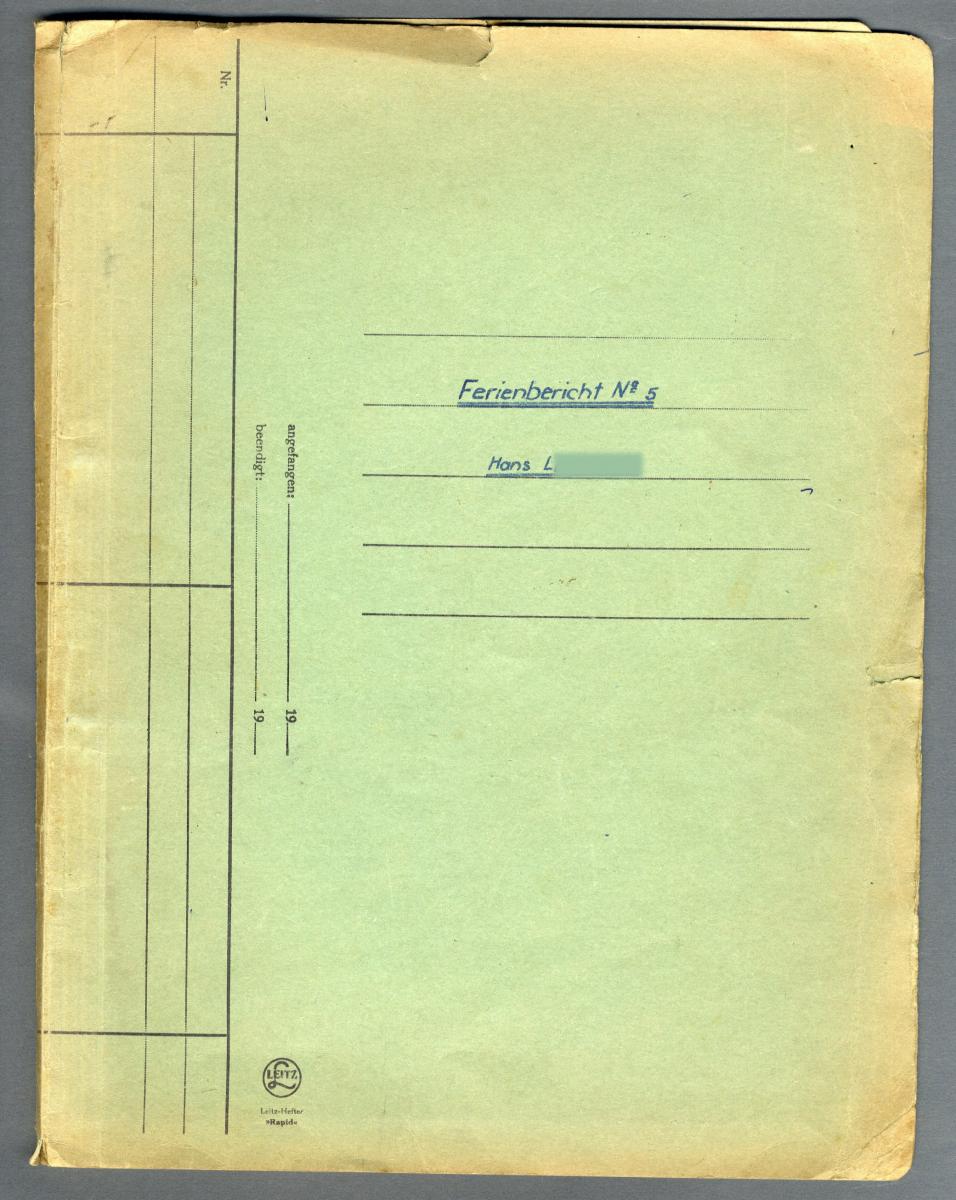 Nr.
Ferienbericht Nº 5
Hans L
angefangen: 19
beendigt: 19
LEITZ
Leitz-Hefter
»Rapid«